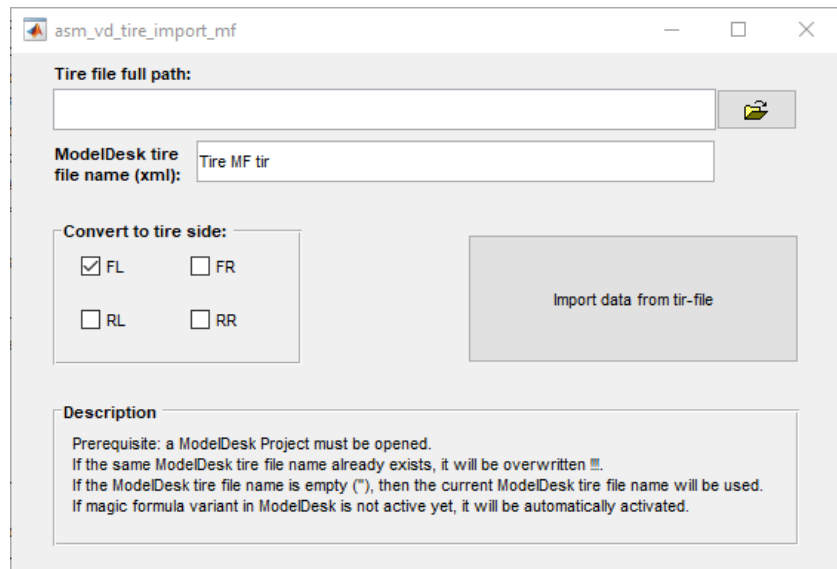 asm_vd_tire_import_mf
Tire file full path:
ModelDesk tire
file name (xml):
Tire MF tir
Convert to tire side:
FL
FR
RL
RR
Import data from tir-file
Description
Prerequisite: a ModelDesk Project must be opened.
If the same ModelDesk tire file name already exists, it will be overwritten !!!.
If the ModelDesk tire file name is empty (''), then the current ModelDesk tire file name will be used.
If magic formula variant in ModelDesk is not active yet, it will be automatically activated.